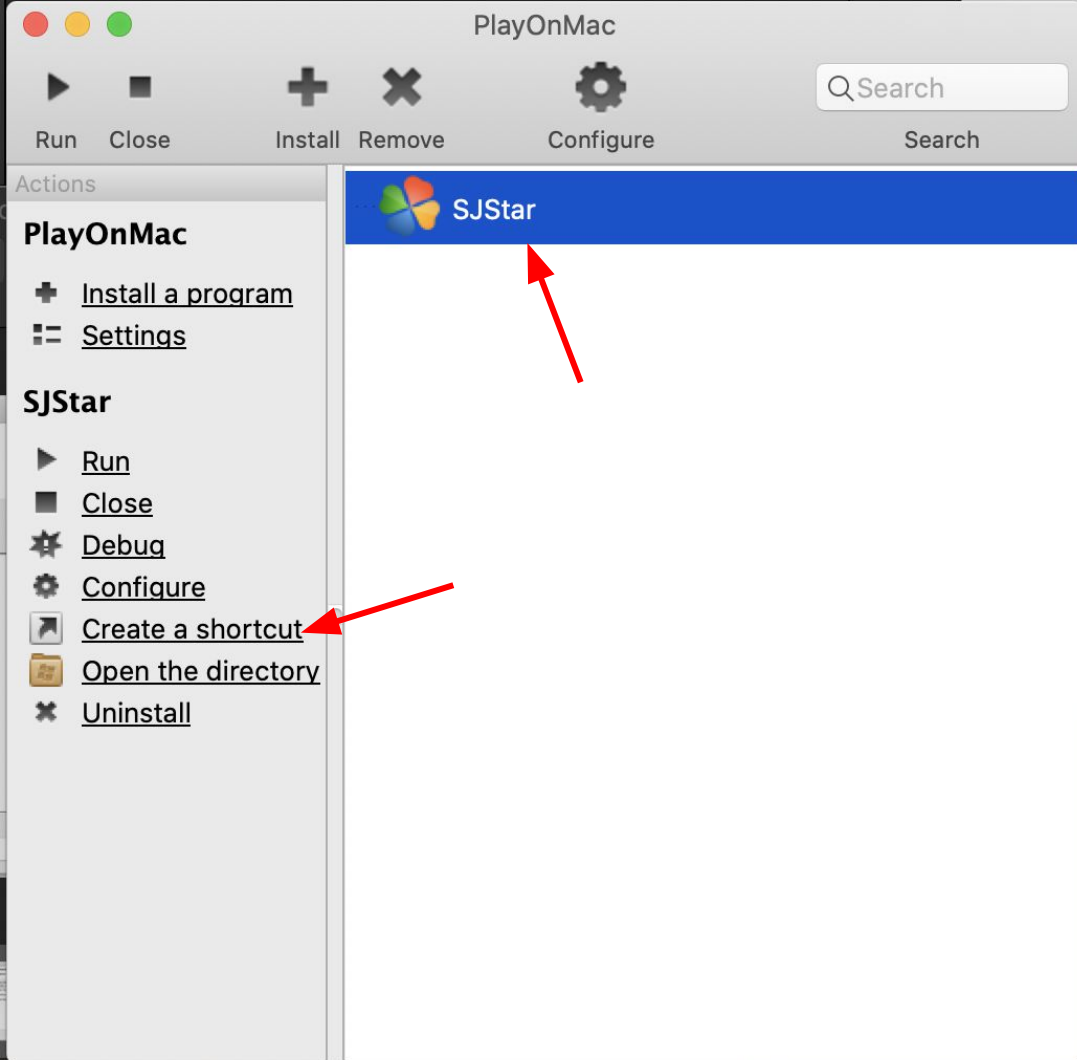 PlayOnMac
Run Close Install Remove Configure Search
Search
Actions
PlayOnMac
Install a program
Settings
SJStar
Run
Close
Debug
Configure
Create a shortcut
Open the directory
Uninstall
SJStar